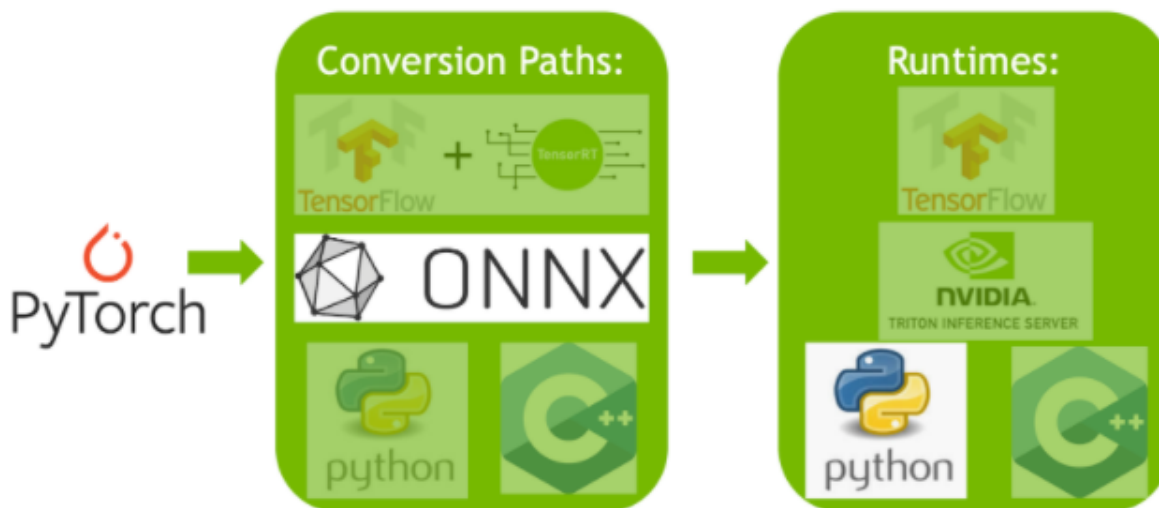 PyTorch
Conversion Paths:
TensorFlow
+
TensorRT
ONNX
python
C++
Runtimes:
TensorFlow
NVIDIA.
TRITON INFERENCE SERVER
python
C++